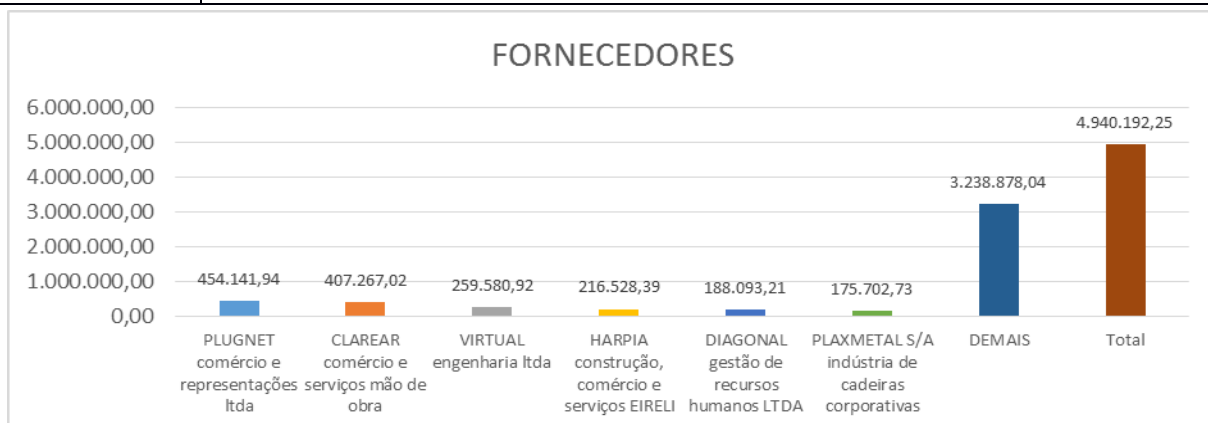 FORNECEDORES
6.000.000,00
5.000.000,00
4.000.000,00
3.000.000,00
2.000.000,00
1.000.000,00
0,00
454.141,94
407.267,02
259.580,92
216.528,39
188.093,21
175.702,73
3.238.878,04
4.940.192,25
PLUGNET
comércio e
representações
ltda
CLAREAR
comércio e
serviços mão de
obra
VIRTUAL
engenharia ltda
HARPIA
construção,
comércio e
serviços EIRELI
DIAGONAL
gestão de
recursos
humanos LTDA
PLAXMETAL S/A
indústria de
cadeiras
corporativas
DEMAIS
Total